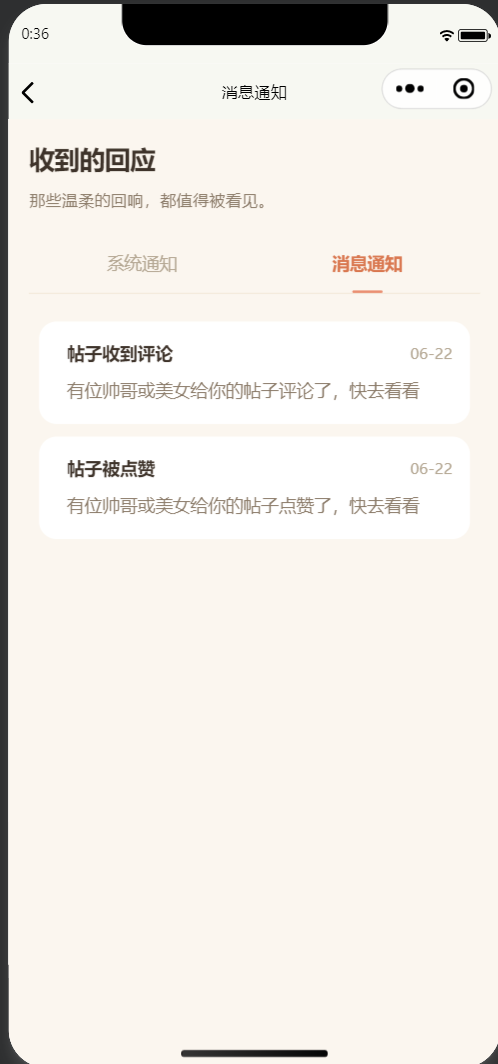 0:36
消息通知
收到的回应
那些温柔的回响，都值得被看见。
系统通知
消息通知
帖子收到评论
06-22
有位帅哥或美女给你的帖子评论了，快去看看
帖子被点赞
06-22
有位帅哥或美女给你的帖子点赞了，快去看看